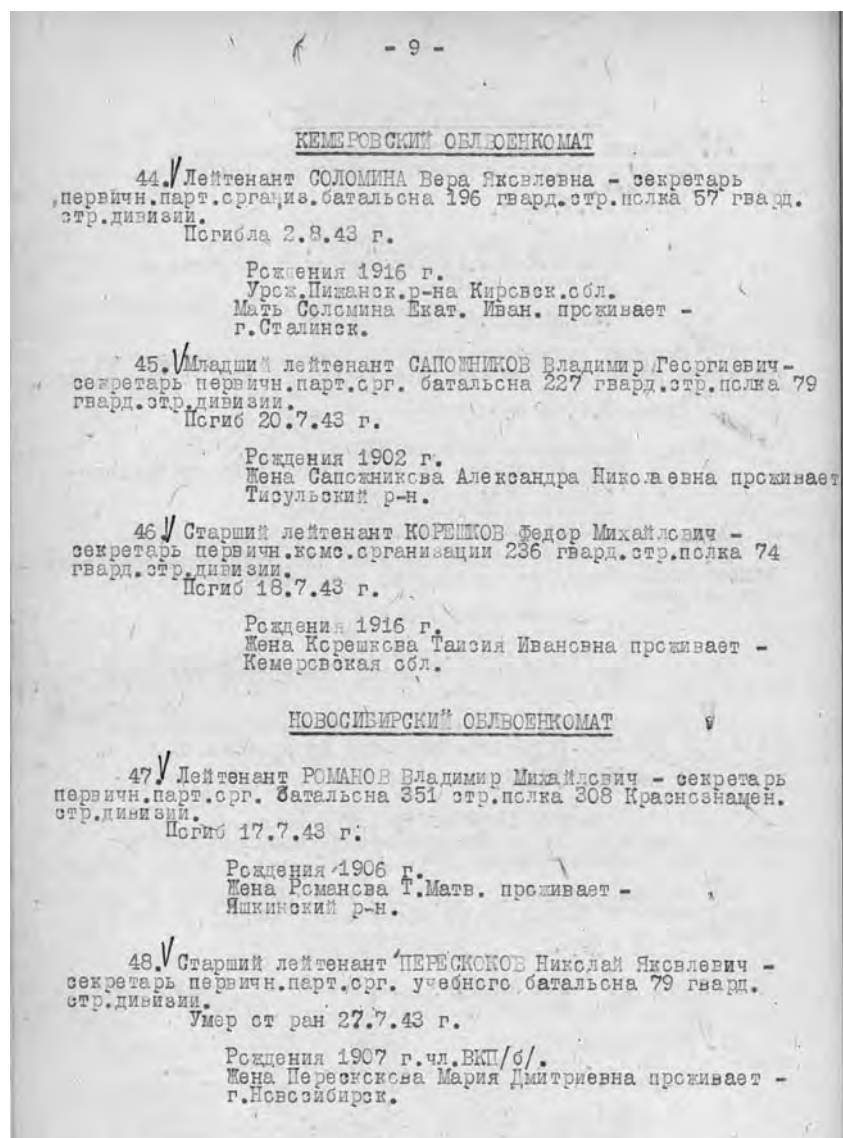 - 9 -
КЕМЕРОВСКИЙ ОБЛВОЕНКОМАТ
44. Лейтенант СОЛОМИНА Вера Яковлевна - секретарь
первичн.парт.организ.батальона 196 гвард.стр.полка 57 гвард.
стр.дивизии.
Погибла 2.8.43 г.
Рождения 1916 г.
Урож.Пижанск.р-на Кировск.обл.
Мать Соломина Екат. Иван. проживает -
г.Сталинск.
45. Младший лейтенант САПОЖНИКОВ Владимир Георгиевич-
секретарь первичн.парт.орг. батальона 227 гвард.стр.полка 79
гвард.стр.дивизии.
Погиб 20.7.43 г.
Рождения 1902 г.
Жена Сапожникова Александра Николаевна проживает
Тисульский р-н.
46. Старший лейтенант КОРЕШКОВ Федор Михайлович -
секретарь первичн.комс.организации 236 гвард.стр.полка 74
гвард.стр.дивизии.
Погиб 18.7.43 г.
Рождения 1916 г.
Жена Корешкова Таисия Ивановна проживает -
Кемеровская обл.
НОВОСИБИРСКИЙ ОБЛВОЕНКОМАТ
47. Лейтенант РОМАНОВ Владимир Михайлович - секретарь
первичн.парт.орг. батальона 351 стр.полка 308 Краснознамен.
стр.дивизии.
Погиб 17.7.43 г.
Рождения 1906 г.
Жена Романова Т.Матв. проживает -
Яшкинский р-н.
48. Старший лейтенант ПЕРЕСКОКОВ Николай Яковлевич -
секретарь первичн.парт.орг. учебного батальона 79 гвард.
стр.дивизии.
Умер от ран 27.7.43 г.
Рождения 1907 г.чл.ВКП/б/.
Жена Перескокова Мария Дмитриевна проживает -
г.Новосибирск.